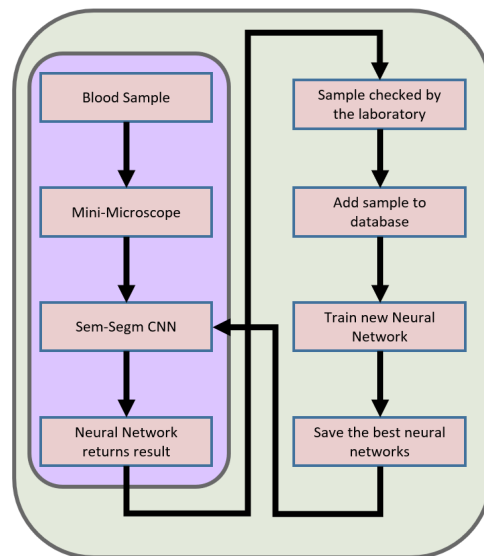 Blood Sample
Mini-Microscope
Sem-Segm CNN
Neural Network
returns result
Sample checked by
the laboratory
Add sample to
database
Train new Neural
Network
Save the best neural
networks